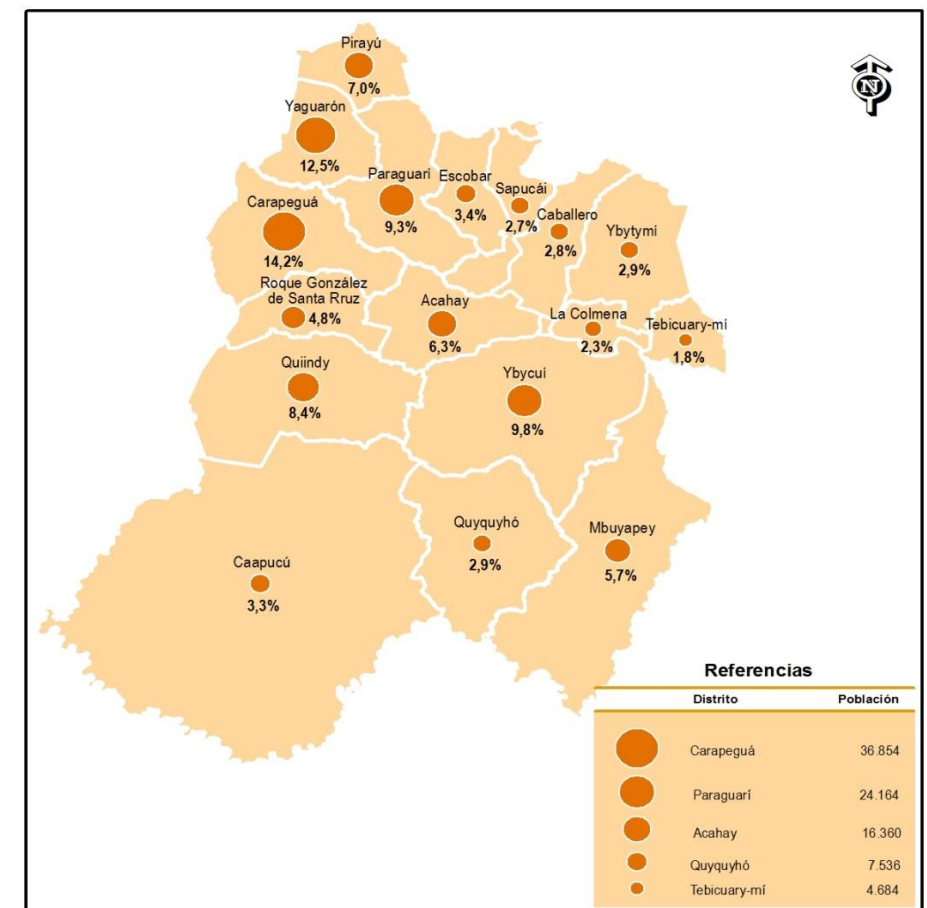 N
Pirayú
7,0%
Yaguarón
12,5%
Paraguarí
9,3%
Escobar
3,4%
Sapucái
2,7%
Caballero
2,8%
Ybytymi
2,9%
Carapeguá
14,2%
Roque González
de Santa Rruz
4,8%
Acahay
6,3%
La Colmena
2,3%
Tebicuary-mi
1,8%
Quiindy
8,4%
Ybycui
9,8%
Caapucú
3,3%
Quyquyhó
2,9%
Mbuyapey
5,7%
Referencias
Distrito Población
Carapeguá 36.854
Paraguarí 24.164
Acahay 16.360
Quyquyhó 7.536
Tebicuary-mí 4.684